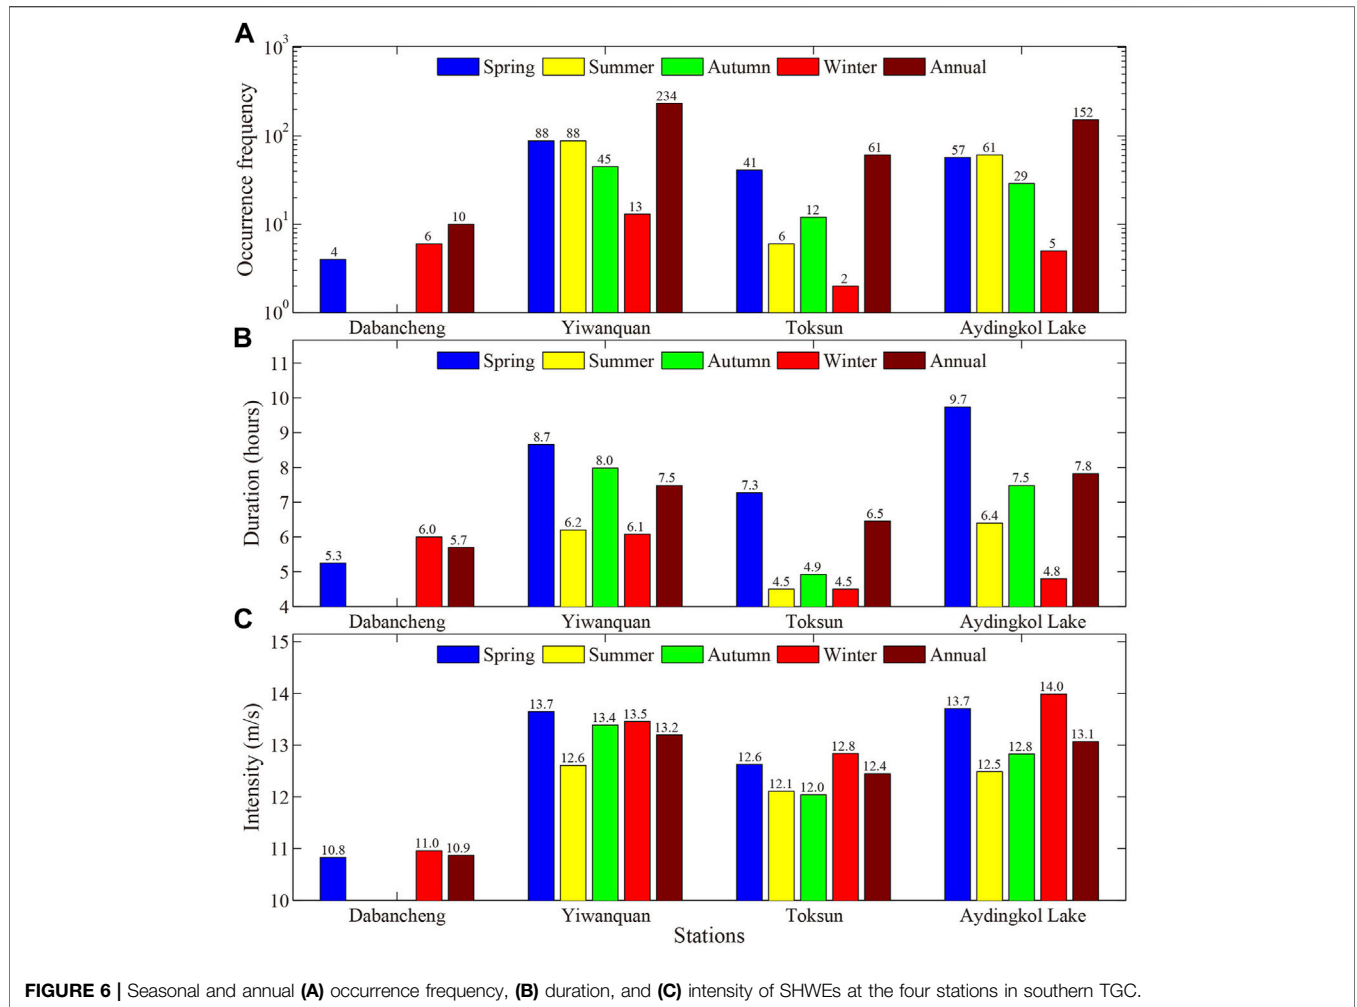 A
10³
10²
10¹
10⁰
Occurrence frequency
Spring Summer Autumn Winter Annual
4 6 10
88 88 45 13 234
41 6 12 2 61
57 61 29 5 152
Dabancheng Yiwanquan Toksun Aydingkol Lake
B
11
10
9
8
7
6
5
4
Duration (hours)
Spring Summer Autumn Winter Annual
5.3 6.0 5.7
8.7 6.2 8.0 6.1 7.5
7.3 4.5 4.9 4.5 6.5
9.7 6.4 7.5 4.8 7.8
Dabancheng Yiwanquan Toksun Aydingkol Lake
C
15
14
13
12
11
10
Intensity (m/s)
Spring Summer Autumn Winter Annual
10.8 11.0 10.9
13.7 12.6 13.4 13.5 13.2
12.6 12.1 12.0 12.8 12.4
13.7 12.5 12.8 14.0 13.1
Dabancheng Yiwanquan Toksun Aydingkol Lake
Stations
FIGURE 6 | Seasonal and annual (A) occurrence frequency, (B) duration, and (C) intensity of SHWEs at the four stations in southern TGC.